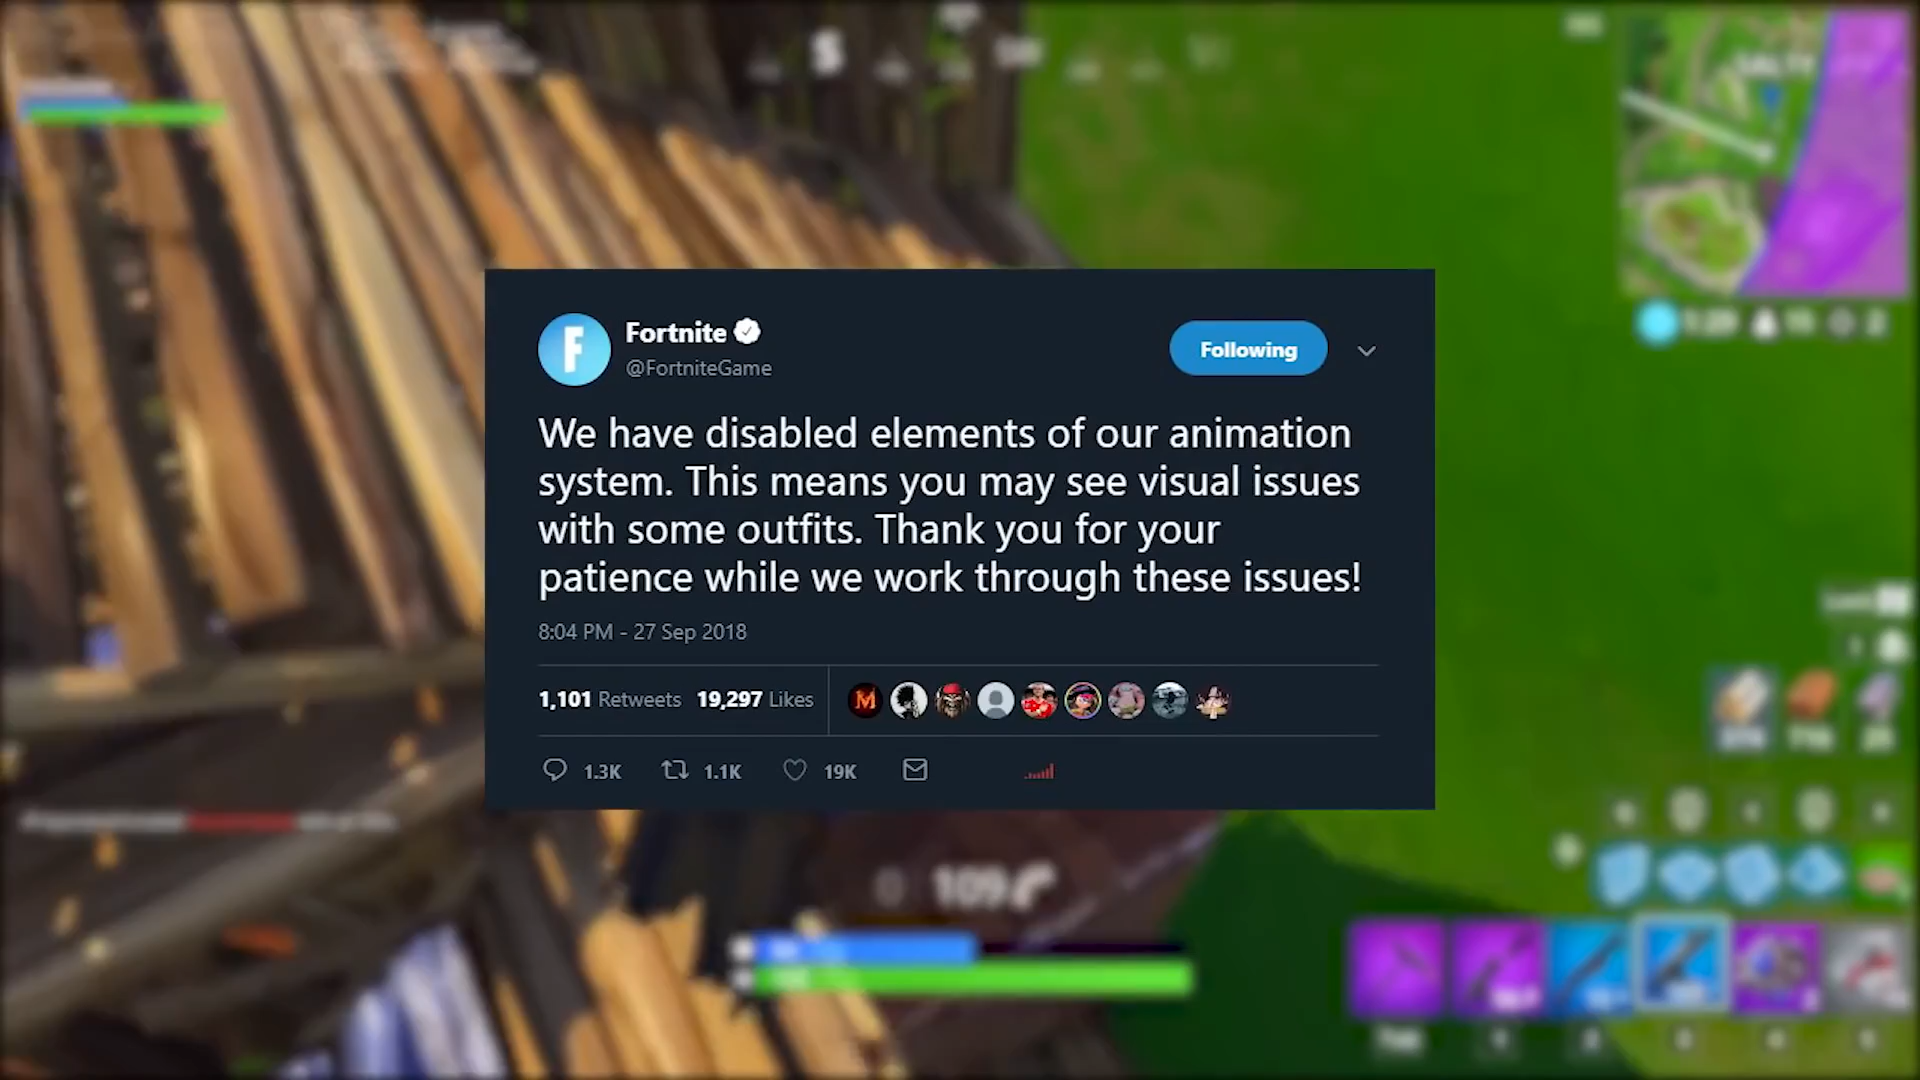 S
Fortnite
@FortniteGame
Following
We have disabled elements of our animation
system. This means you may see visual issues
with some outfits. Thank you for your
patience while we work through these issues!
8:04 PM - 27 Sep 2018
1,101 Retweets 19,297 Likes
1.3K 1.1K 19K
0 109